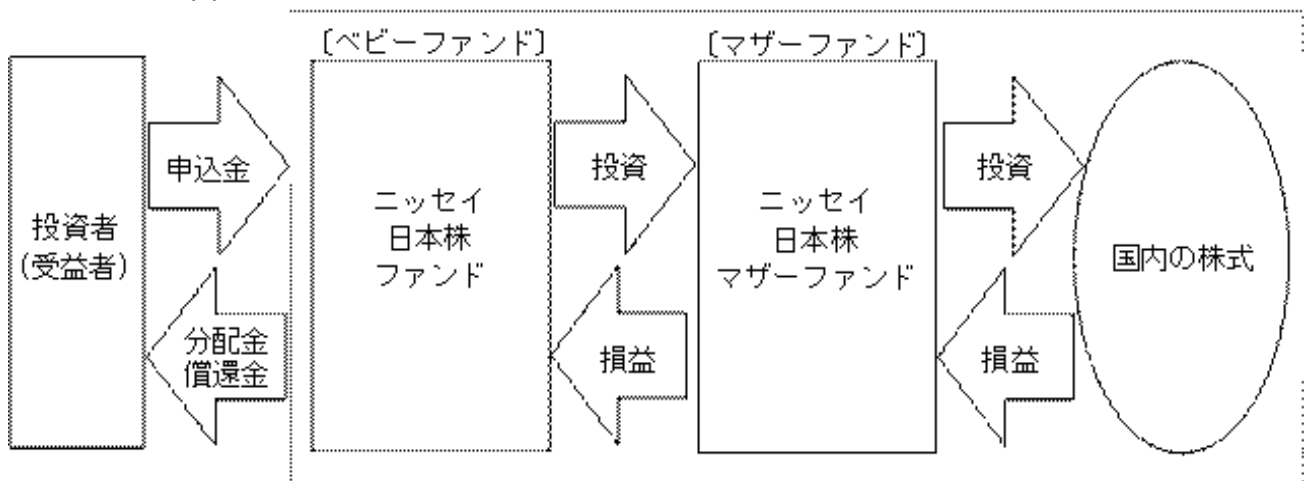 〔ベビーファンド〕
〔マザーファンド〕
投資者
(受益者)
申込金
分配金
償還金
ニッセイ
日本株
ファンド
投資
損益
ニッセイ
日本株
マザーファンド
投資
損益
国内の株式